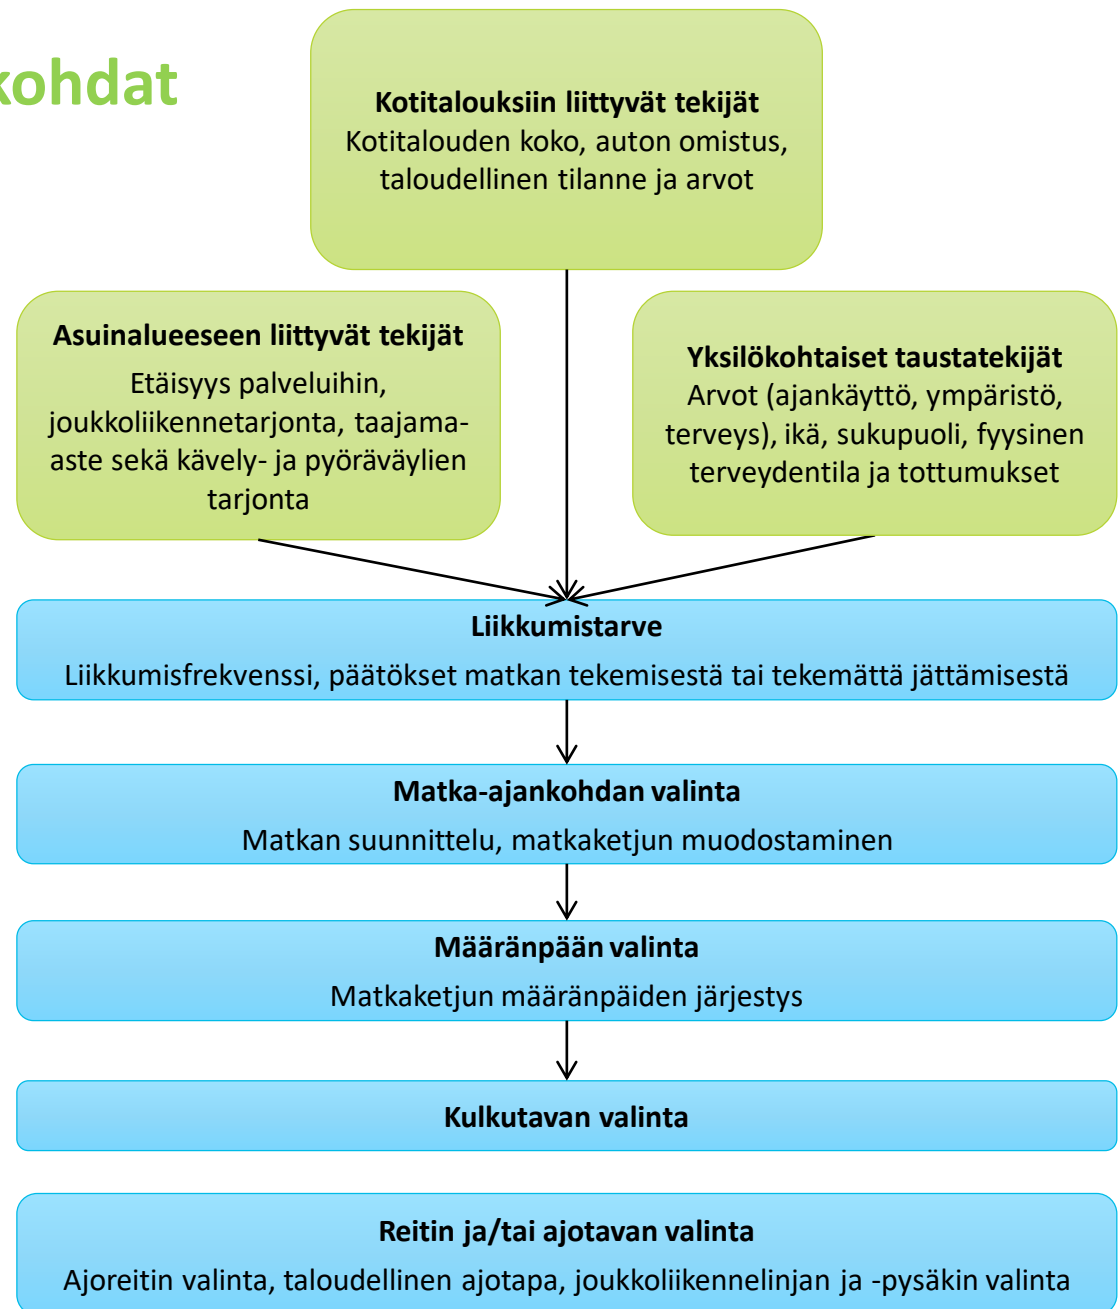 kohdat
Kotitalouksiin liittyvät tekijät
Kotitalouden koko, auton omistus,
taloudellinen tilanne ja arvot
Asuinalueeseen liittyvät tekijät
Etäisyys palveluihin,
joukkoliikennetarjonta, taajama-
aste sekä kävely- ja pyöräväylien
tarjonta
Yksilökohtaiset taustatekijät
Arvot (ajankäyttö, ympäristö,
terveys), ikä, sukupuoli, fyysinen
terveydentila ja tottumukset
Liikkumistarve
Liikkumisfrekvenssi, päätökset matkan tekemisestä tai tekemättä jättämisestä
Matka-ajankohdan valinta
Matkan suunnittelu, matkaketjun muodostaminen
Määränpään valinta
Matkaketjun määränpäiden järjestys
Kulkutavan valinta
Reitin ja/tai ajotavan valinta
Ajoreitin valinta, taloudellinen ajotapa, joukkoliikennelinjan ja -pysäkin valinta